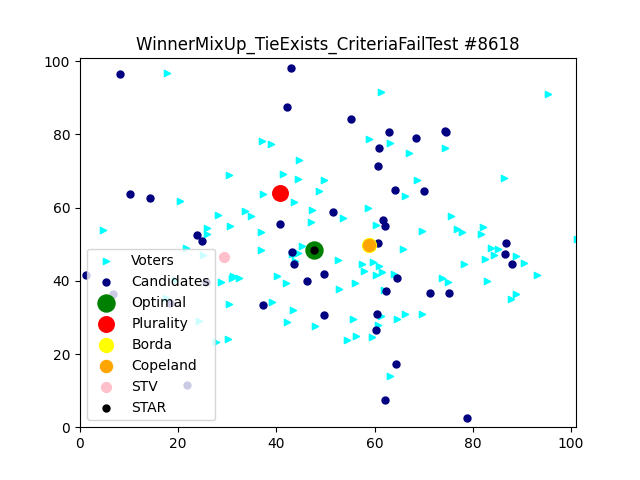 WinnerMixUp_TieExists_CriteriaFailTest #8618
100
80
60
40
20
0
Voters
Candidates
Optimal
Plurality
Borda
Copeland
STV
STAR
0 20 40 60 80 100